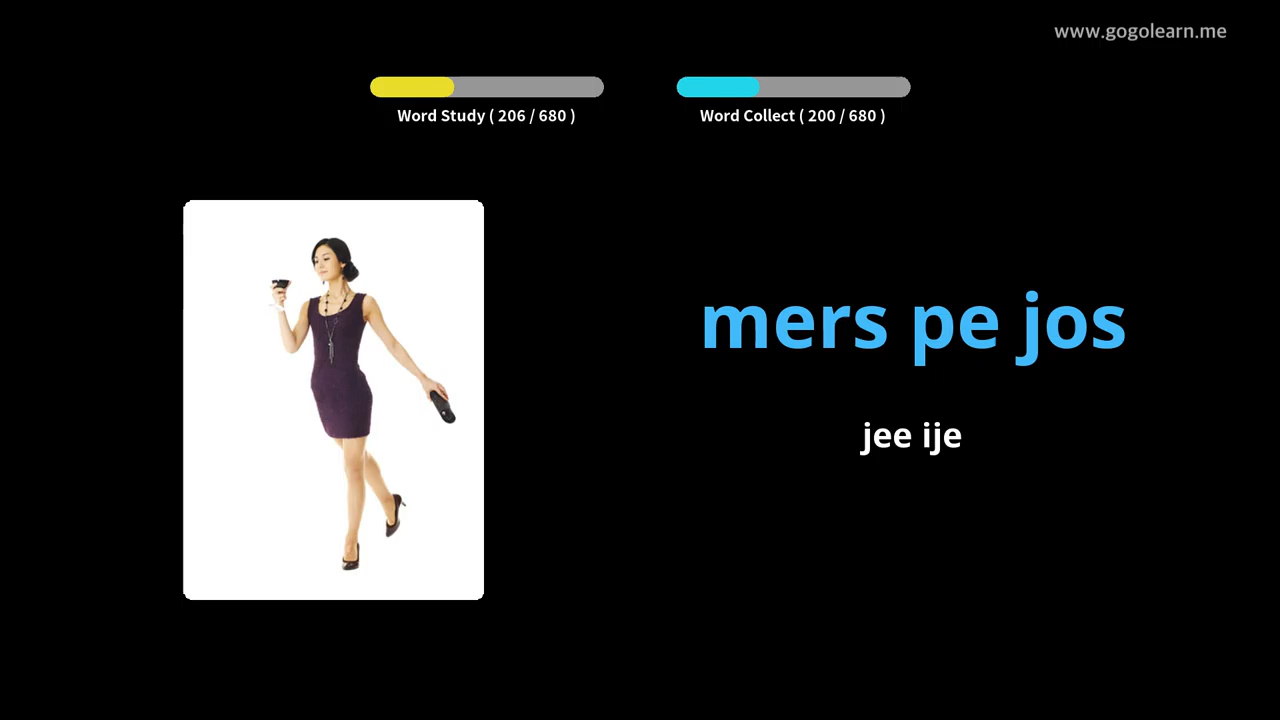 www.gogolearn.me
Word Study ( 206 / 680 )
Word Collect ( 200 / 680 )
mers pe jos
jee ije